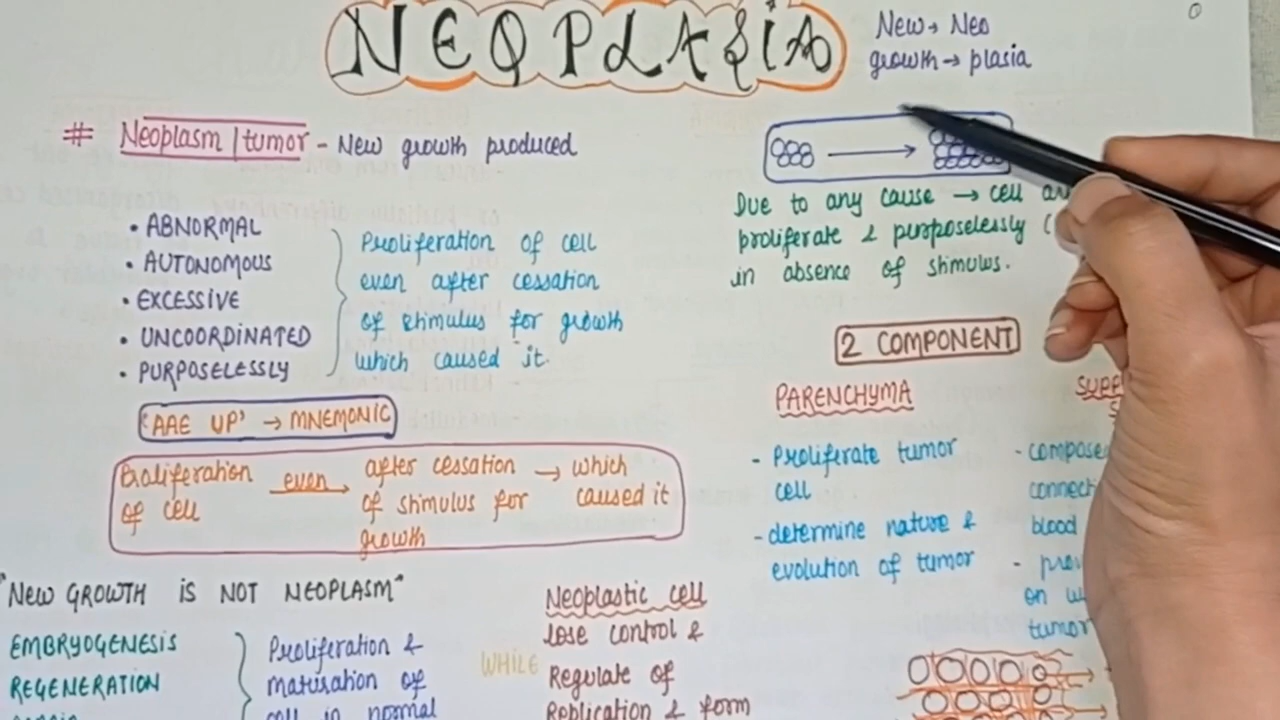 NEOPLASIA
New → Neo
growth → plasia
# Neoplasm / tumor - New growth produced
• ABNORMAL
• AUTONOMOUS
• EXCESSIVE
• UNCOORDINATED
• PURPOSELESSLY
Proliferation of cell
even after cessation
of stimulus for growth
which caused it.
'AAE UP' → MNEMONIC
Proliferation of cell even → after cessation of stimulus for growth → which caused it
Due to any cause → cell
proliferate & purposelessly (
in absence of stimulus.
2 COMPONENT
PARENCHYMA
- Proliferate tumor
cell
- determine nature &
evolution of tumor
blood
tumor
"NEW GROWTH IS NOT NEOPLASM"
EMBRYOGENESIS
REGENERATION
Proliferation &
maturation of
cell in normal
WHILE
Neoplastic cell
lose control &
Regulate of
Replication & form